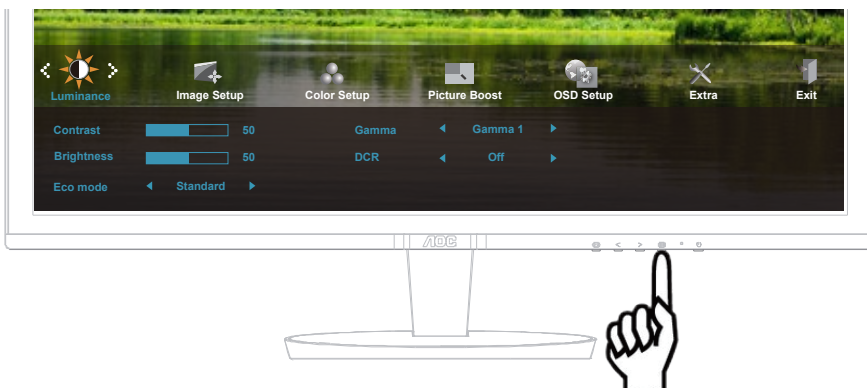 Luminance Image Setup Color Setup Picture Boost OSD Setup Extra Exit
Contrast 50 Gamma Gamma 1
Brightness 50 DCR Off
Eco mode Standard
AOC